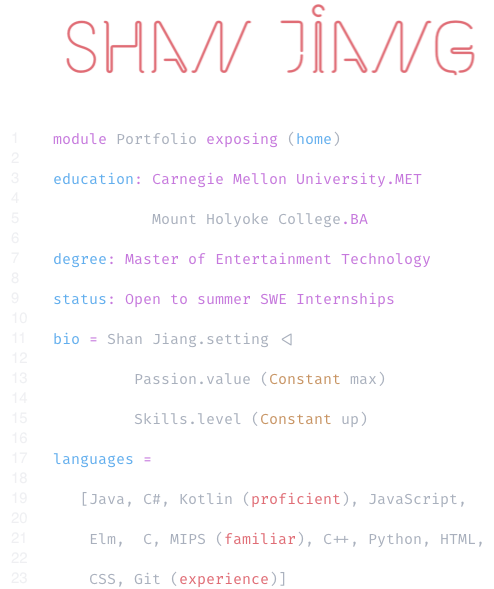 SHAN JIANG
1 module Portfolio exposing (home)
2
3 education: Carnegie Mellon University.MET
4
5 Mount Holyoke College.BA
6
7 degree: Master of Entertainment Technology
8
9 status: Open to summer SWE Internships
10
11 bio = Shan Jiang.setting <|
12
13 Passion.value (Constant max)
14
15 Skills.level (Constant up)
16
17 languages =
18
19 [Java, C#, Kotlin (proficient), JavaScript,
20
21 Elm, C, MIPS (familiar), C++, Python, HTML,
22
23 CSS, Git (experience)]